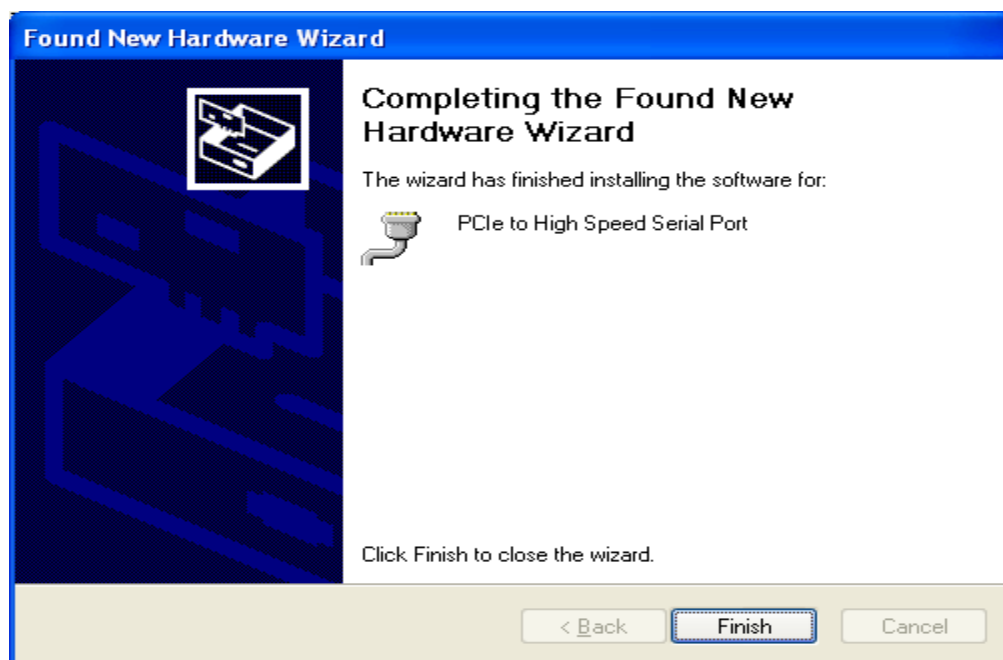 Found New Hardware Wizard
Completing the Found New
Hardware Wizard
The wizard has finished installing the software for:
PCIe to High Speed Serial Port
Click Finish to close the wizard.
< Back
Finish
Cancel